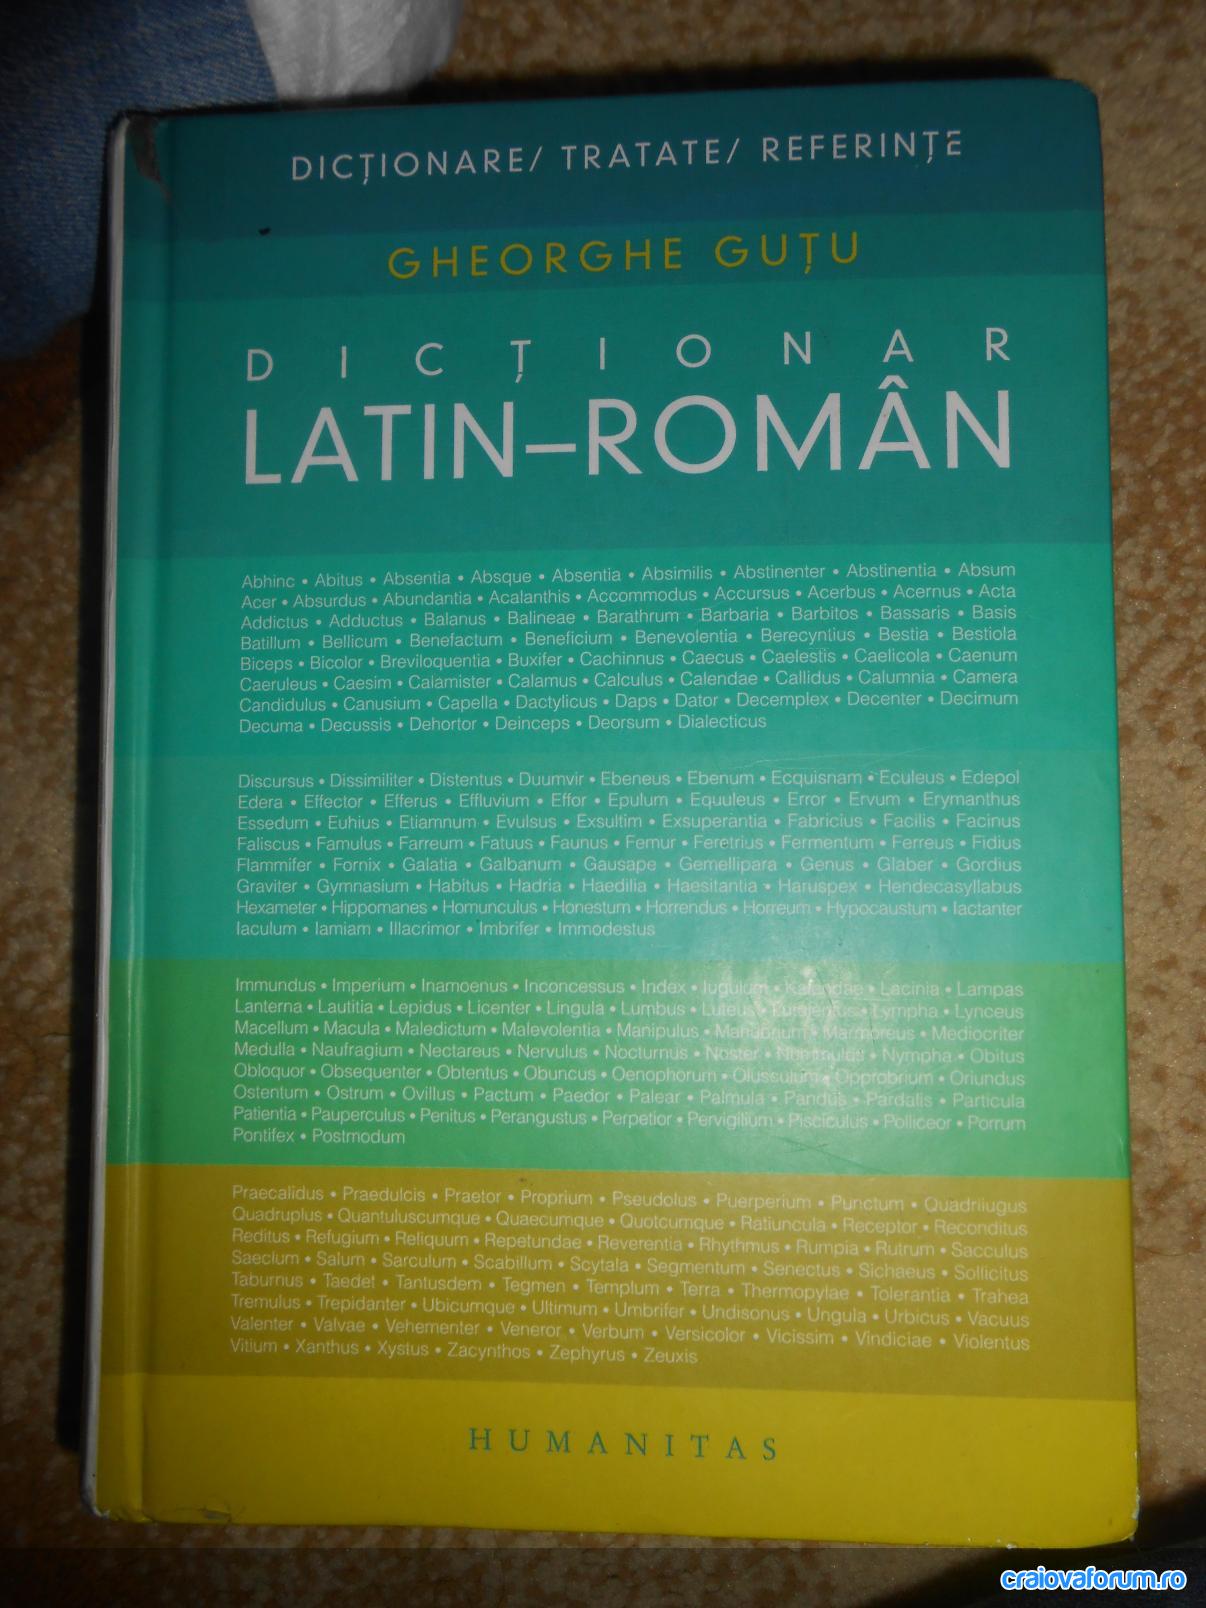 DICȚIONARE/ TRATATE/ REFERINȚE
GHEORGHE GUȚU
DICȚIONAR
LATIN–ROMÂN
Abhinc • Abitus • Absentia • Absque • Absentia • Absimilis • Abstinenter • Abstinentia • Absum
Acer • Absurdus • Abundantia • Acalanthis • Accommodus • Accursus • Acerbus • Acernus • Acta
Addictus • Adductus • Balanus • Balineae • Barathrum • Barbaria • Barbitos • Bassaris • Basis
Batillum • Bellicum • Benefactum • Beneficium • Benevolentia • Berecyntius • Bestia • Bestiola
Biceps • Bicolor • Breviloquentia • Buxifer • Cachinnus • Caecus • Caelestis • Caelicola • Caenum
Caeruleus • Caesim • Calamister • Calamus • Calculus • Calendae • Callidus • Calumnia • Camera
Candidulus • Canusium • Capella • Dactylicus • Daps • Dator • Decemplex • Decenter • Decimum
Decuma • Decussis • Dehortor • Deinceps • Deorsum • Dialecticus
Discursus • Dissimiliter • Distentus • Duumvir • Ebeneus • Ebenum • Ecquisnam • Eculeus • Edepol
Edera • Effector • Efferus • Effluvium • Effor • Epulum • Equuleus • Error • Ervum • Erymanthus
Essedum • Euhius • Etiamnum • Evulsus • Exsultim • Exsuperantia • Fabricius • Facilis • Facinus
Faliscus • Famulus • Farreum • Fatuus • Faunus • Femur • Feretrius • Fermentum • Ferreus • Fidius
Flammifer • Fornix • Galatia • Galbanum • Gausape • Gemellipara • Genus • Glaber • Gordius
Graviter • Gymnasium • Habitus • Hadria • Haedilia • Haesitantia • Haruspex • Hendecasyllabus
Hexameter • Hippomanes • Homunculus • Honestum • Horrendus • Horreum • Hypocaustum • Iactanter
Iaculum • Iamiam • Illacrimor • Imbrifer • Immodestus
Immundus • Imperium • Inamoenus • Inconcessus • Index • Iugulum • Kalendae • Lacinia • Lampas
Lanterna • Lautitia • Lepidus • Licenter • Lingula • Lumbus • Luteus • • Lympha • Lynceus
Macellum • Macula • Maledictum • Malevolentia • Manipulus • Manubrium • Marmoreus • Mediocriter
Medulla • Naufragium • Nectareus • Nervulus • Nocturnus • Noster • • Nympha • Obitus
Obloquor • Obsequenter • Obtentus • Obuncus • Oenophorum • Olusculum • Opprobrium • Oriundus
Ostentum • Ostrum • Ovillus • Pactum • Paedor • Palear • Palmula • Pandus • Pardalis • Particula
Patientia • Pauperculus • Penitus • Perangustus • Perpetior • Pervigilium • Pisciculus • Polliceor • Porrum
Pontifex • Postmodum
Praecalidus • Praedulcis • Praetor • Proprium • Pseudolus • Puerperium • Punctum • Quadriiugus
Quadruplus • Quantuluscumque • Quaecumque • Quotcumque • Ratiuncula • Receptor • Reconditus
Reditus • Refugium • Reliquum • Repetundae • Reverentia • Rhythmus • Rumpia • Rutrum • Sacculus
Saeclum • Salum • Sarculum • Scabillum • Scytala • Segmentum • Senectus • Sichaeus • Sollicitus
Taburnus • Taedet • Tantusdem • Tegmen • Templum • Terra • Thermopylae • Tolerantia • Trahea
Tremulus • Trepidanter • Ubicumque • Ultimum • Umbrifer • Undisonus • Ungula • Urbicus • Vacuus
Valenter • Valvae • Vehementer • Veneror • Verbum • Versicolor • Vicissim • Vindiciae • Violentus
Vitium • Xanthus • Xystus • Zacynthos • Zephyrus • Zeuxis
HUMANITAS
craiovaforum.ro